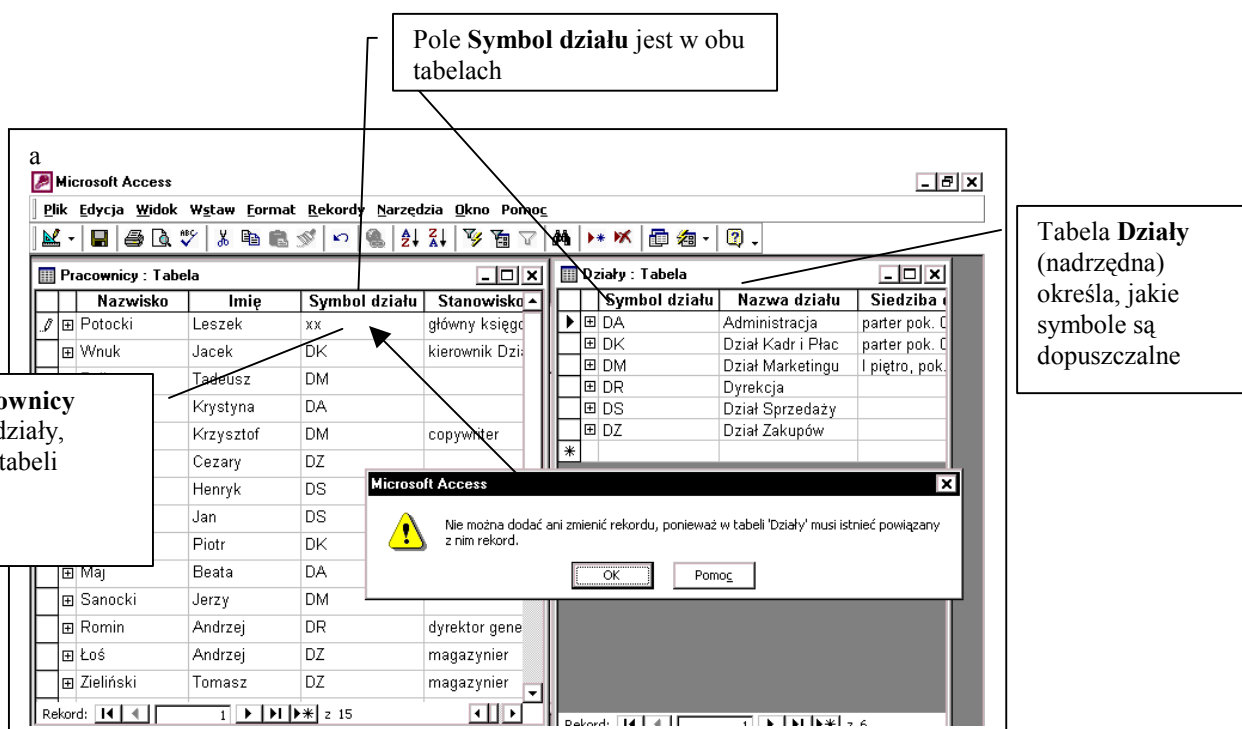 Pole Symbol działu jest w obu
tabelach
a
Microsoft Access
Plik Edycja Widok Wstaw Format Rekordy Narzędzia Okno Pomoc
Pracownicy : Tabela
Nazwisko Imię Symbol działu Stanowisko
Potocki Leszek xx główny księgo
Wnuk Jacek DK kierownik Dzi
Tadeusz DM
Krystyna DA
Krzysztof DM copywriter
Cezary DZ
Henryk DS
Jan DS
Piotr DK
Maj Beata DA
Sanocki Jerzy DM
Romin Andrzej DR dyrektor gene
Łoś Andrzej DZ magazynier
Zieliński Tomasz DZ magazynier
Rekord: 1 z 15
ownicy
działy,
tabeli
Działy : Tabela
Symbol działu Nazwa działu Siedziba
DA Administracja parter pok. 0
DK Dział Kadr i Płac parter pok. 0
DM Dział Marketingu I piętro, pok.
DR Dyrekcja
DS Dział Sprzedaży
DZ Dział Zakupów
Microsoft Access
Nie można dodać ani zmienić rekordu, ponieważ w tabeli 'Działy' musi istnieć powiązany
z nim rekord.
OK Pomoc
Rekord: 1 z 6
Tabela Działy
(nadrzędna)
określa, jakie
symbole są
dopuszczalne